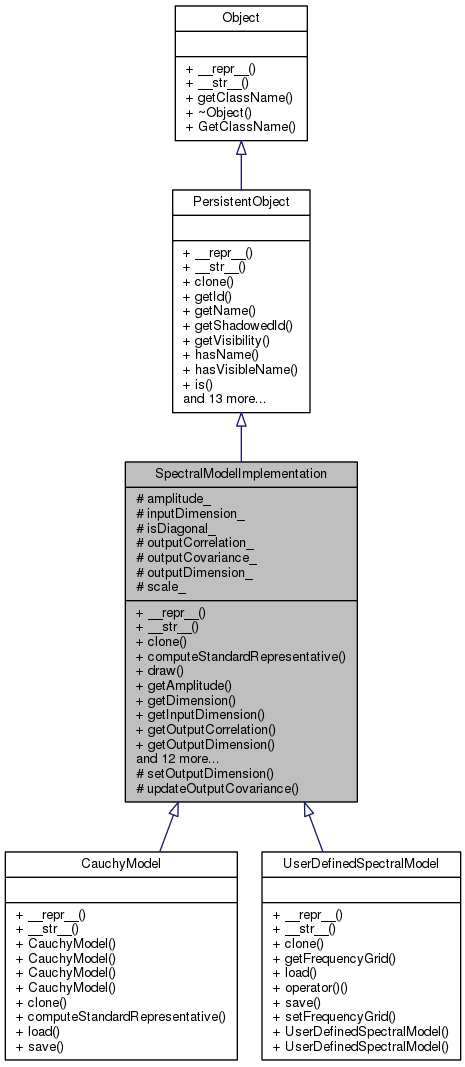 Object
+ __repr__()
+ __str__()
+ getClassName()
+ ~Object()
+ GetClassName()
PersistentObject
+ __repr__()
+ __str__()
+ clone()
+ getId()
+ getName()
+ getShadowedId()
+ getVisibility()
+ hasName()
+ hasVisibleName()
+ is()
and 13 more...
SpectralModelImplementation
# amplitude_
# inputDimension_
# isDiagonal_
# outputCorrelation_
# outputCovariance_
# outputDimension_
# scale_
+ __repr__()
+ __str__()
+ clone()
+ computeStandardRepresentative()
+ draw()
+ getAmplitude()
+ getDimension()
+ getInputDimension()
+ getOutputCorrelation()
+ getOutputDimension()
and 12 more...
# setOutputDimension()
# updateOutputCovariance()
CauchyModel
+ __repr__()
+ __str__()
+ CauchyModel()
+ CauchyModel()
+ CauchyModel()
+ CauchyModel()
+ clone()
+ computeStandardRepresentative()
+ load()
+ save()
UserDefinedSpectralModel
+ __repr__()
+ __str__()
+ clone()
+ getFrequencyGrid()
+ load()
+ operator()()
+ save()
+ setFrequencyGrid()
+ UserDefinedSpectralModel()
+ UserDefinedSpectralModel()